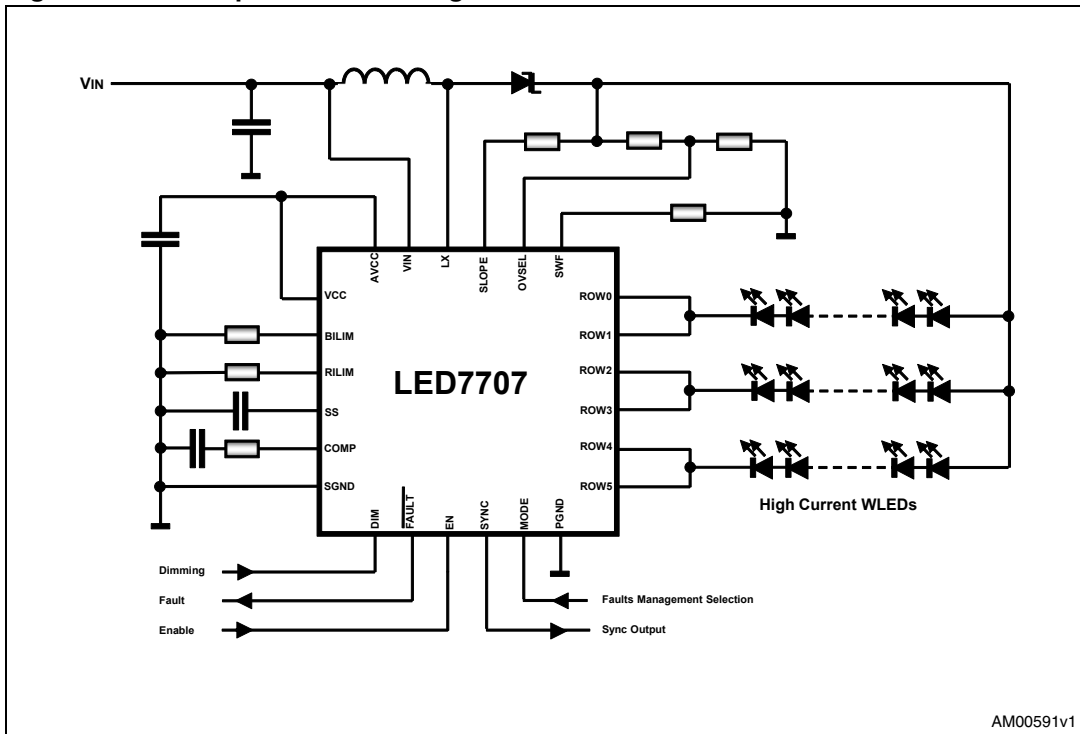 VIN
AVCC
VIN
LX
SLOPE
OVSEL
SWF
VCC
BILIM
RILIM
SS
COMP
SGND
LED7707
ROW0
ROW1
ROW2
ROW3
ROW4
ROW5
High Current WLEDs
DIM
FAULT
EN
SYNC
MODE
PGND
Dimming
Fault
Enable
Faults Management Selection
Sync Output
AM00591v1